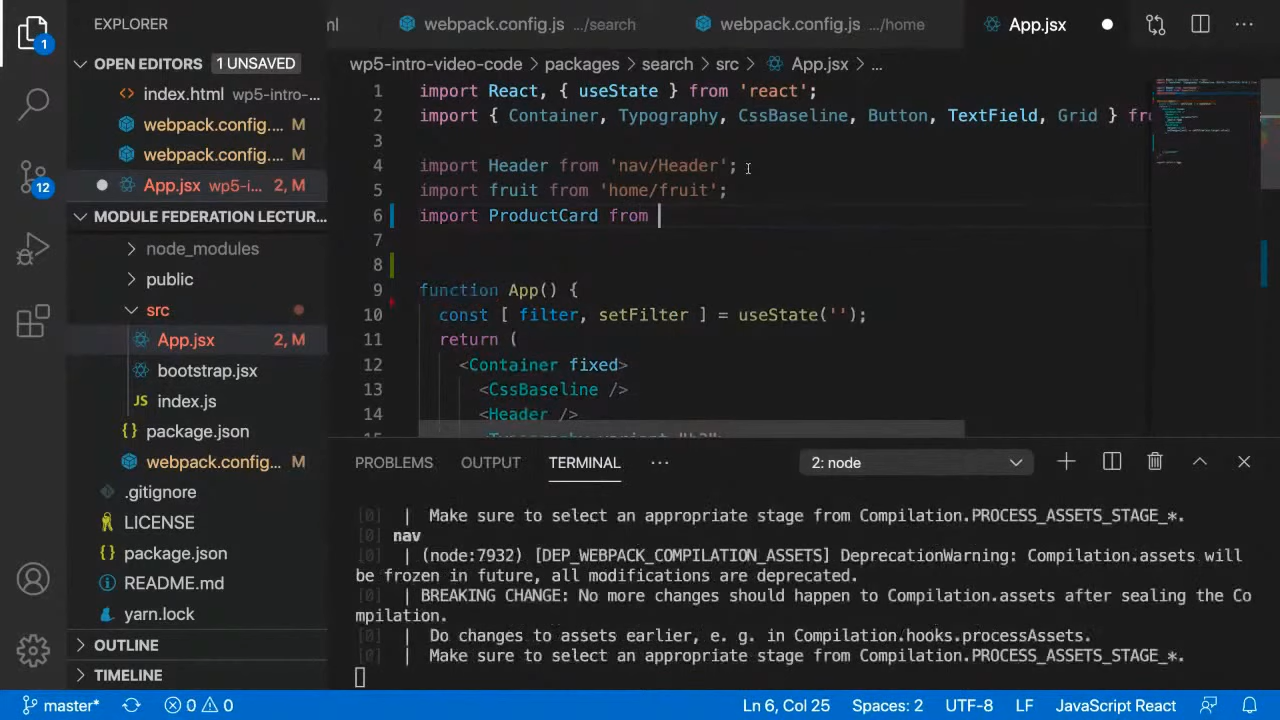 EXPLORER
ml
webpack.config.js .../search
webpack.config.js .../home
App.jsx
1
OPEN EDITORS 1 UNSAVED
index.html wp5-intro-...
webpack.config.... M
webpack.config.... M
App.jsx wp5-i... 2, M
12
MODULE FEDERATION LECTUR...
node_modules
public
src
App.jsx 2, M
bootstrap.jsx
JS index.js
{} package.json
webpack.config... M
.gitignore
LICENSE
package.json
README.md
yarn.lock
OUTLINE
TIMELINE
wp5-intro-video-code > packages > search > src > App.jsx > ...
1 import React, { useState } from 'react';
2 import { Container, Typography, CssBaseline, Button, TextField, Grid } fro
3
4 import Header from 'nav/Header';
5 import fruit from 'home/fruit';
6 import ProductCard from
7
8
9 function App() {
10 const [ filter, setFilter ] = useState('');
11 return (
12 <Container fixed>
13 <CssBaseline />
14 <Header />
15 <Typography variant="h3">
PROBLEMS OUTPUT TERMINAL ... 2: node
[0] | Make sure to select an appropriate stage from Compilation.PROCESS_ASSETS_STAGE_*.
[0] nav
[0] | (node:7932) [DEP_WEBPACK_COMPILATION_ASSETS] DeprecationWarning: Compilation.assets will
be frozen in future, all modifications are deprecated.
[0] | BREAKING CHANGE: No more changes should happen to Compilation.assets after sealing the Co
mpilation.
[0] | Do changes to assets earlier, e. g. in Compilation.hooks.processAssets.
[0] | Make sure to select an appropriate stage from Compilation.PROCESS_ASSETS_STAGE_*.
master* 0 0 Ln 6, Col 25 Spaces: 2 UTF-8 LF JavaScript React